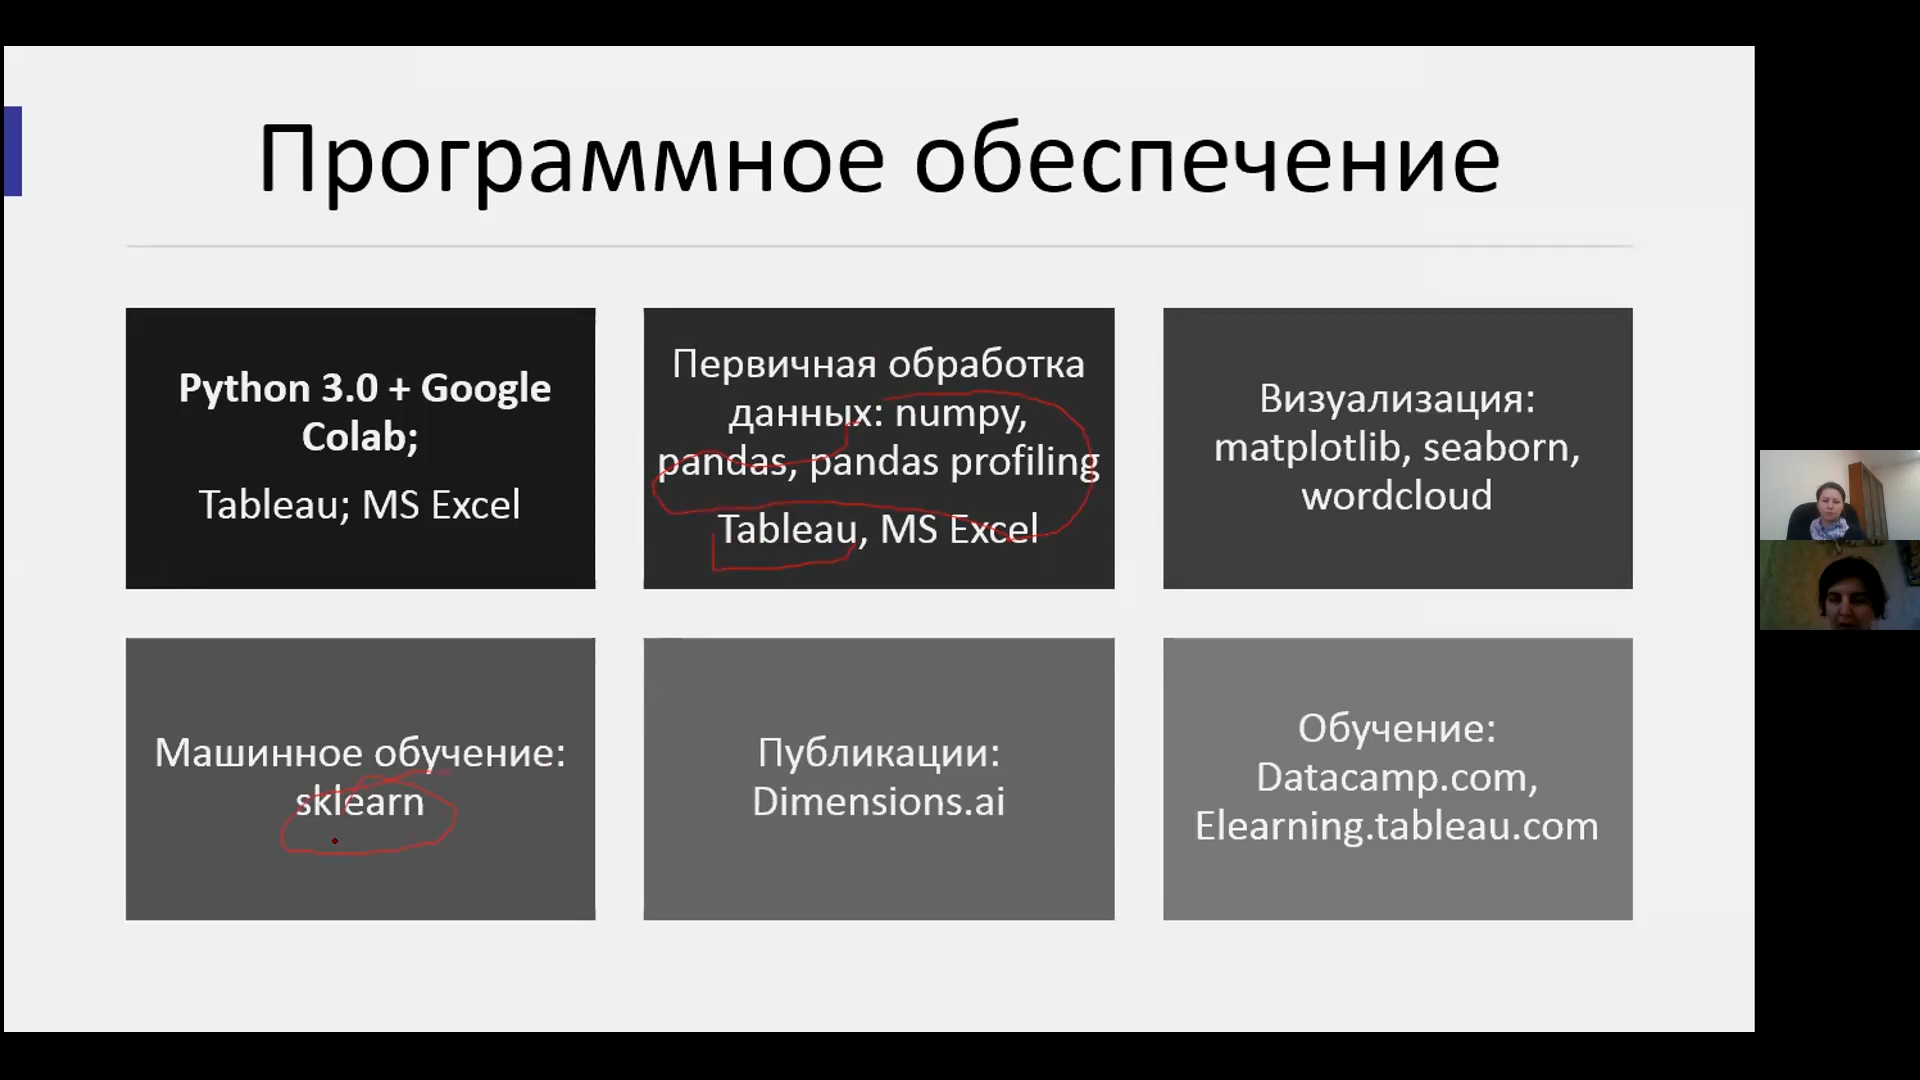 Программное обеспечение
Python 3.0 + Google
Colab;
Tableau; MS Excel
Первичная обработка
данных: numpy,
pandas, pandas profiling
Tableau, MS Excel
Визуализация:
matplotlib, seaborn,
wordcloud
Машинное обучение:
sklearn
Публикации:
Dimensions.ai
Обучение:
Datacamp.com,
Elearning.tableau.com